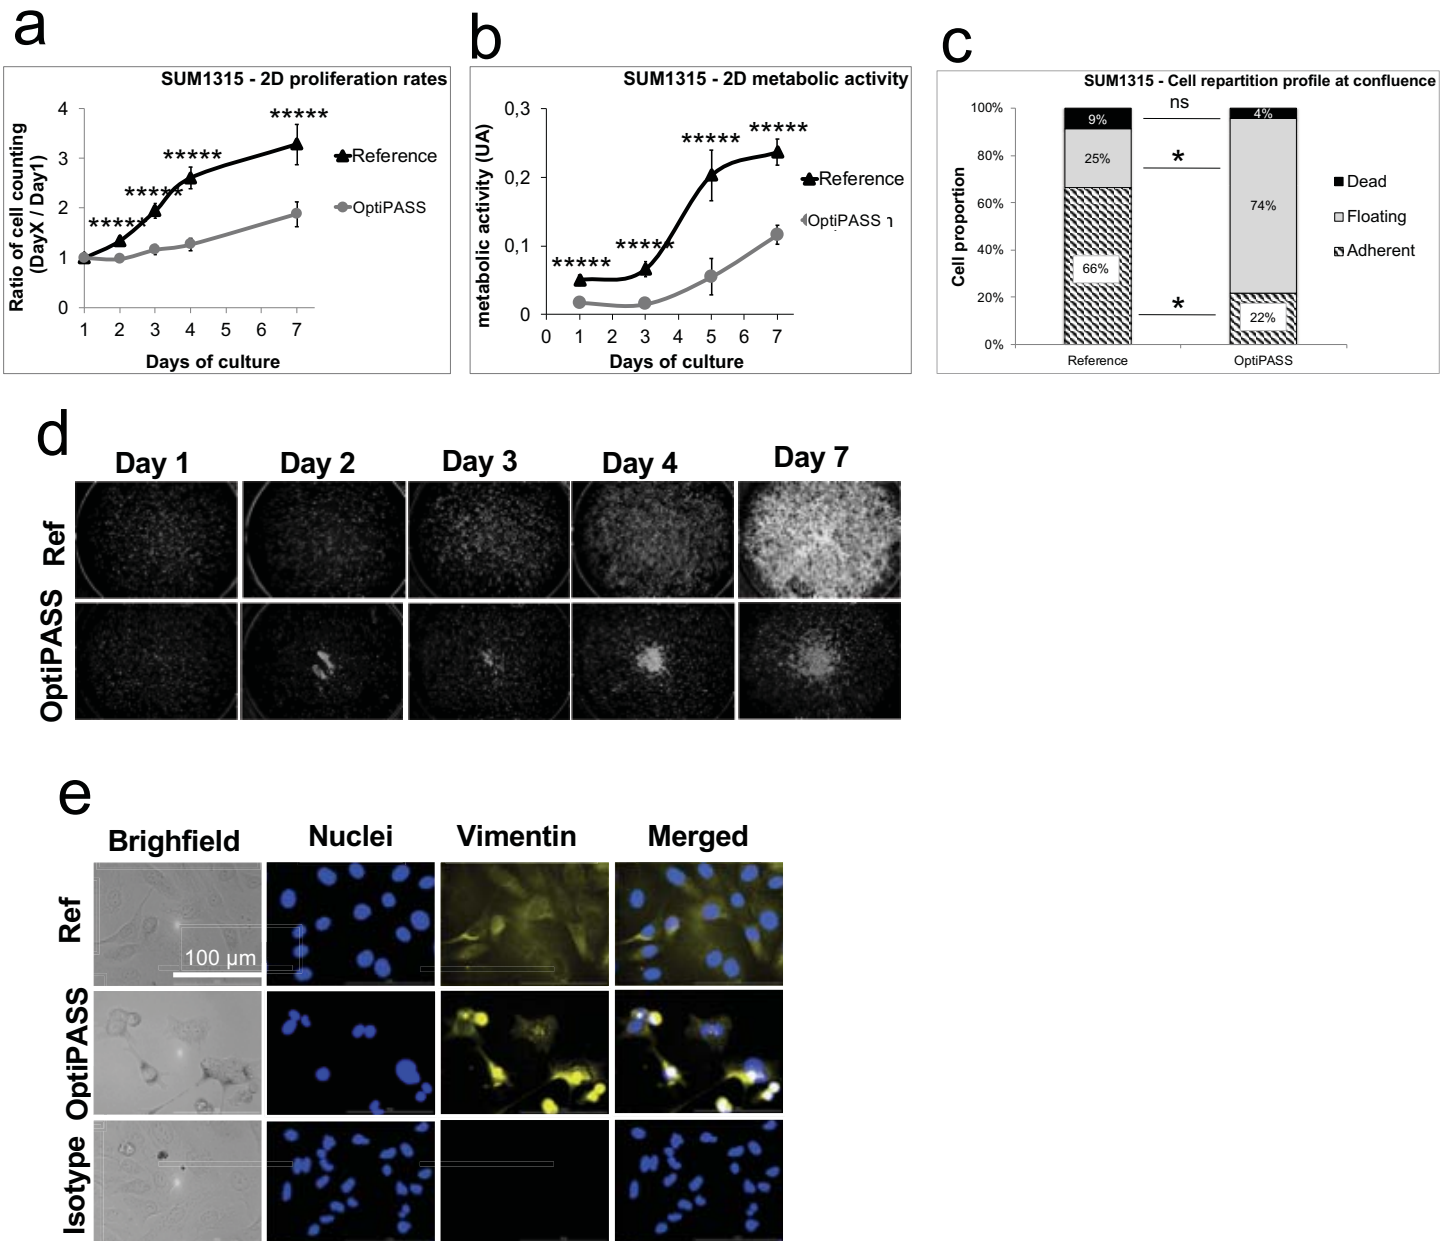 a
SUM1315 - 2D proliferation rates
Ratio of cell counting
(DayX / Day1)
4
3
2
1
0
*****
*****
*****
*****
Reference
OptiPASS
1 2 3 4 5 6 7
Days of culture
b
SUM1315 - 2D metabolic activity
metabolic activity (UA)
0,3
0,2
0,1
0
*****
*****
*****
*****
Reference
OptiPASS
0 1 2 3 4 5 6 7
Days of culture
c
SUM1315 - Cell repartition profile at confluence
Cell proportion
100%
80%
60%
40%
20%
0%
9%
25%
66%
ns
*
*
4%
74%
22%
Dead
Floating
Adherent
Reference OptiPASS
d
Day 1 Day 2 Day 3 Day 4 Day 7
Ref
OptiPASS
e
Brighfield Nuclei Vimentin Merged
Ref
100 µm
OptiPASS
Isotype